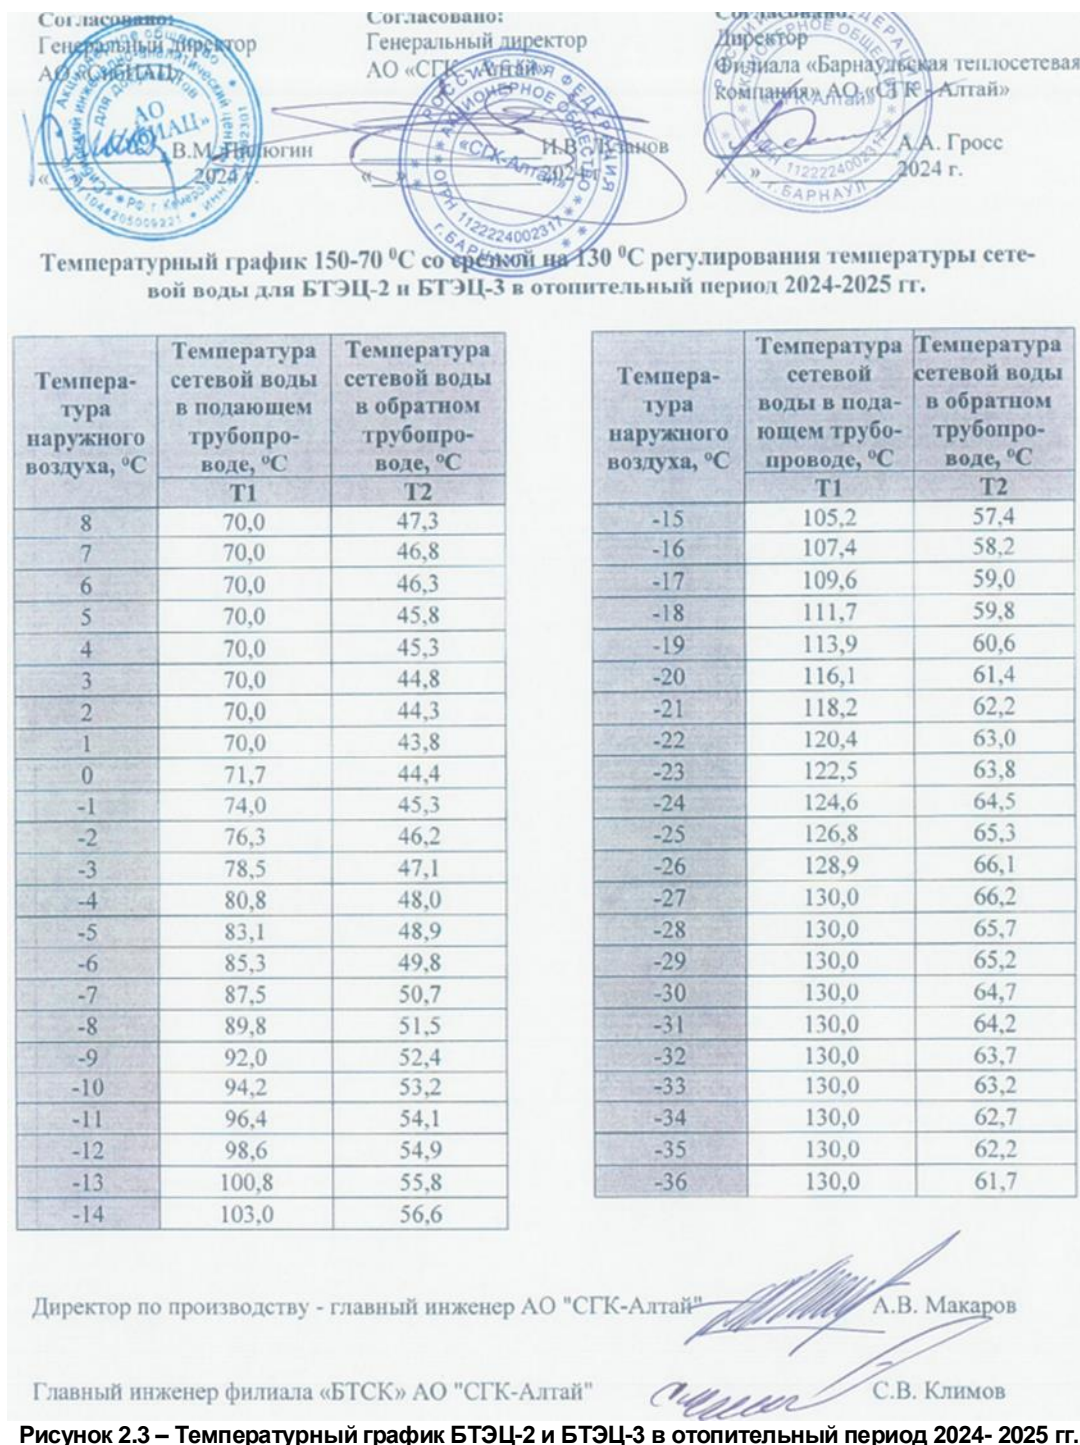 Согласовано:
Генеральный директор
АО «СибИАЦ»
В.М. Пилюгин
«        »        2024 г.
Согласовано:
Генеральный директор
АО «СГК - Алтай»
И.В. Лузанов
«        »        2024 г.
Согласовано:
Директор
Филиала «Барнаульская теплосетевая
компания» АО «СГК - Алтай»
А.А. Гросс
«        »        2024 г.
Температурный график 150-70 ⁰С со срезкой на 130 ⁰С регулирования температуры сете-
вой воды для БТЭЦ-2 и БТЭЦ-3 в отопительный период 2024-2025 гг.
Темпера-
тура
наружного
воздуха, ⁰С
Температура
сетевой воды
в подающем
трубопро-
воде, ⁰С
Температура
сетевой воды
в обратном
трубопро-
воде, ⁰С
Т1 Т2
8 70,0 47,3
7 70,0 46,8
6 70,0 46,3
5 70,0 45,8
4 70,0 45,3
3 70,0 44,8
2 70,0 44,3
1 70,0 43,8
0 71,7 44,4
-1 74,0 45,3
-2 76,3 46,2
-3 78,5 47,1
-4 80,8 48,0
-5 83,1 48,9
-6 85,3 49,8
-7 87,5 50,7
-8 89,8 51,5
-9 92,0 52,4
-10 94,2 53,2
-11 96,4 54,1
-12 98,6 54,9
-13 100,8 55,8
-14 103,0 56,6
Темпера-
тура
наружного
воздуха, ⁰С
Температура
сетевой
воды в пода-
ющем трубо-
проводе, ⁰С
Температура
сетевой воды
в обратном
трубопро-
воде, ⁰С
Т1 Т2
-15 105,2 57,4
-16 107,4 58,2
-17 109,6 59,0
-18 111,7 59,8
-19 113,9 60,6
-20 116,1 61,4
-21 118,2 62,2
-22 120,4 63,0
-23 122,5 63,8
-24 124,6 64,5
-25 126,8 65,3
-26 128,9 66,1
-27 130,0 66,2
-28 130,0 65,7
-29 130,0 65,2
-30 130,0 64,7
-31 130,0 64,2
-32 130,0 63,7
-33 130,0 63,2
-34 130,0 62,7
-35 130,0 62,2
-36 130,0 61,7
Директор по производству - главный инженер АО "СГК-Алтай" А.В. Макаров
Главный инженер филиала «БТСК» АО "СГК-Алтай" С.В. Климов
Рисунок 2.3 – Температурный график БТЭЦ-2 и БТЭЦ-3 в отопительный период 2024- 2025 гг.